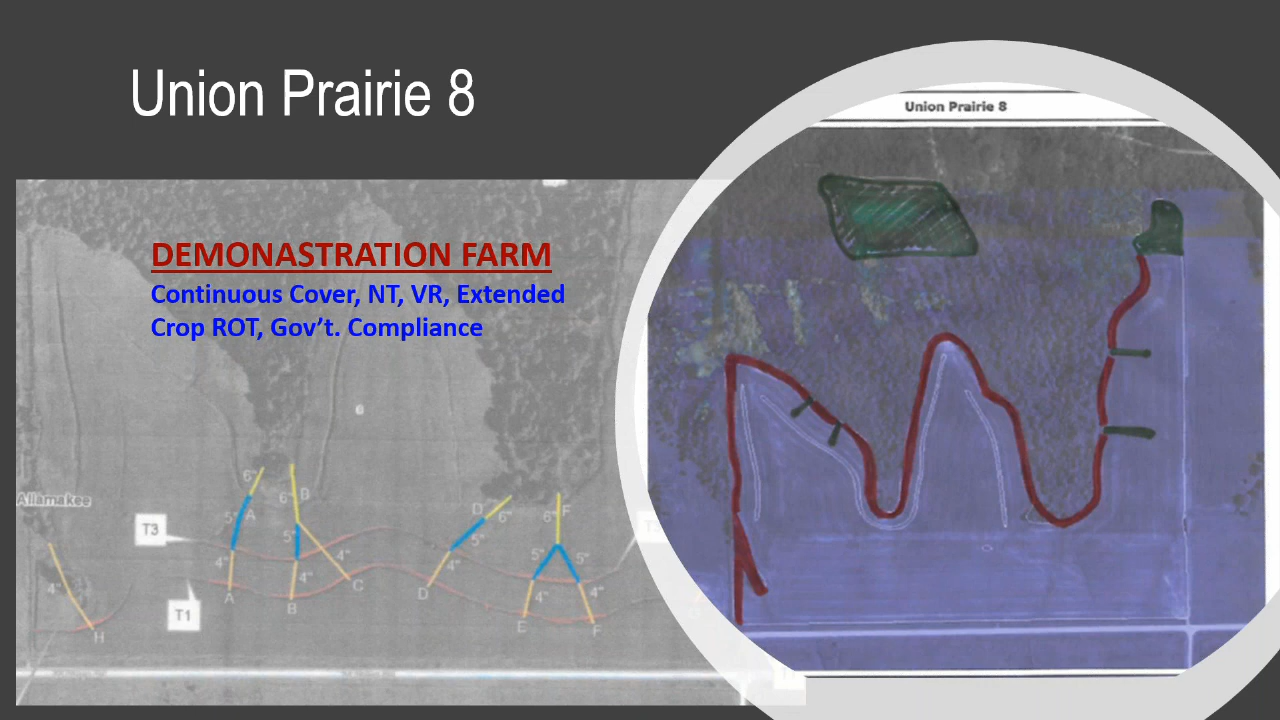 Union Prairie 8
Union Prairie 8
DEMONASTRATION FARM
Continuous Cover, NT, VR, Extended
Crop ROT, Gov't. Compliance
6
6" 6" B D 6" 6" F
Allamakee
5" A
T3
5" 5" 5" 5"
4" 4" 4"
4" 4" C D 4" 4"
T1
A B
E F
H